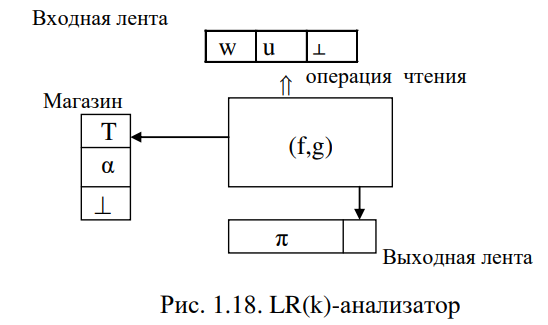 Входная лента
w u ⊥
операция чтения
Магазин
T
α
⊥
(f,g)
π
Выходная лента
Рис. 1.18. LR(k)-анализатор